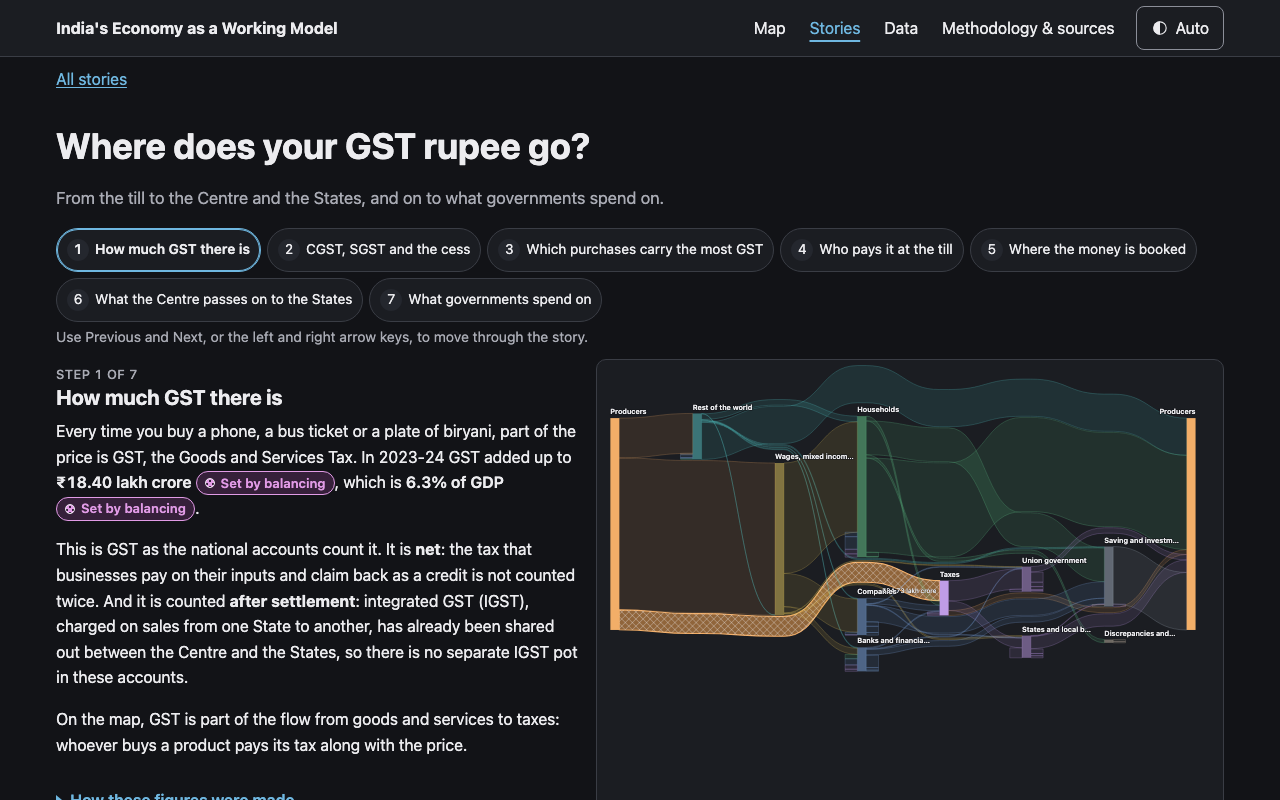 India's Economy as a Working Model
Map
Stories
Data
Methodology & sources
Auto
All stories
Where does your GST rupee go?
From the till to the Centre and the States, and on to what governments spend on.
1 How much GST there is
2 CGST, SGST and the cess
3 Which purchases carry the most GST
4 Who pays it at the till
5 Where the money is booked
6 What the Centre passes on to the States
7 What governments spend on
Use Previous and Next, or the left and right arrow keys, to move through the story.
STEP 1 OF 7
How much GST there is
Every time you buy a phone, a bus ticket or a plate of biryani, part of the
price is GST, the Goods and Services Tax. In 2023-24 GST added up to
₹18.40 lakh crore Set by balancing, which is 6.3% of GDP
Set by balancing.
This is GST as the national accounts count it. It is net: the tax that
businesses pay on their inputs and claim back as a credit is not counted
twice. And it is counted after settlement: integrated GST (IGST),
charged on sales from one State to another, has already been shared
out between the Centre and the States, so there is no separate IGST pot
in these accounts.
On the map, GST is part of the flow from goods and services to taxes:
whoever buys a product pays its tax along with the price.
How these figures were made
Producers
Rest of the world
Households
Producers
Wages, mixed incom...
Saving and investm...
Union government
Taxes
Companies
lakh crore
States and local b...
Discrepancies and...
Banks and financia...